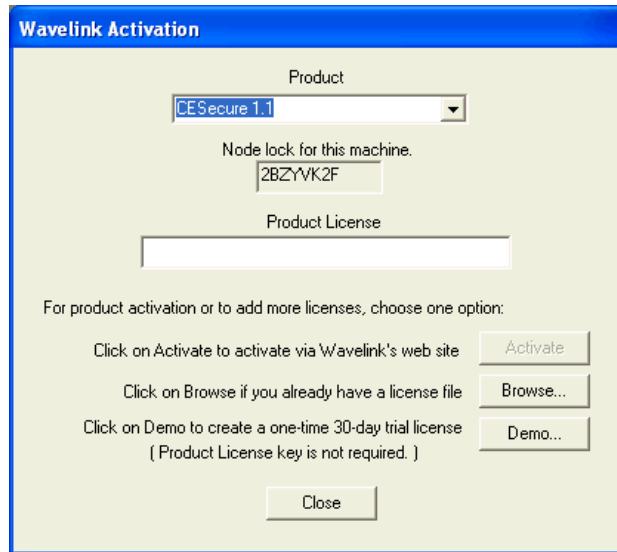 Wavelink Activation
Product
CESecure 1.1
Node lock for this machine.
2BZYVK2F
Product License
For product activation or to add more licenses, choose one option:
Click on Activate to activate via Wavelink's web site
Activate
Click on Browse if you already have a license file
Browse...
Click on Demo to create a one-time 30-day trial license
( Product License key is not required. )
Demo...
Close